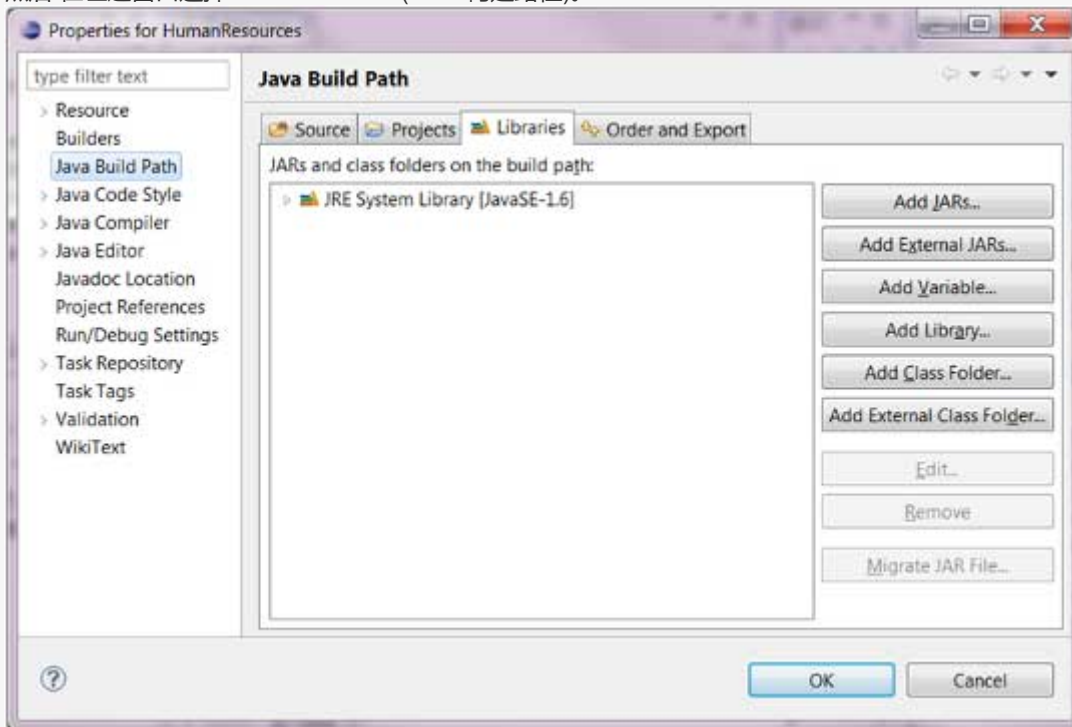 Properties for HumanResources
type filter text
Resource
Builders
Java Build Path
Java Code Style
Java Compiler
Java Editor
Javadoc Location
Project References
Run/Debug Settings
Task Repository
Task Tags
Validation
WikiText
Java Build Path
Source Projects Libraries Order and Export
JARs and class folders on the build path:
JRE System Library [JavaSE-1.6]
Add JARs...
Add External JARs...
Add Variable...
Add Library...
Add Class Folder...
Add External Class Folder...
Edit...
Remove
Migrate JAR File...
OK
Cancel